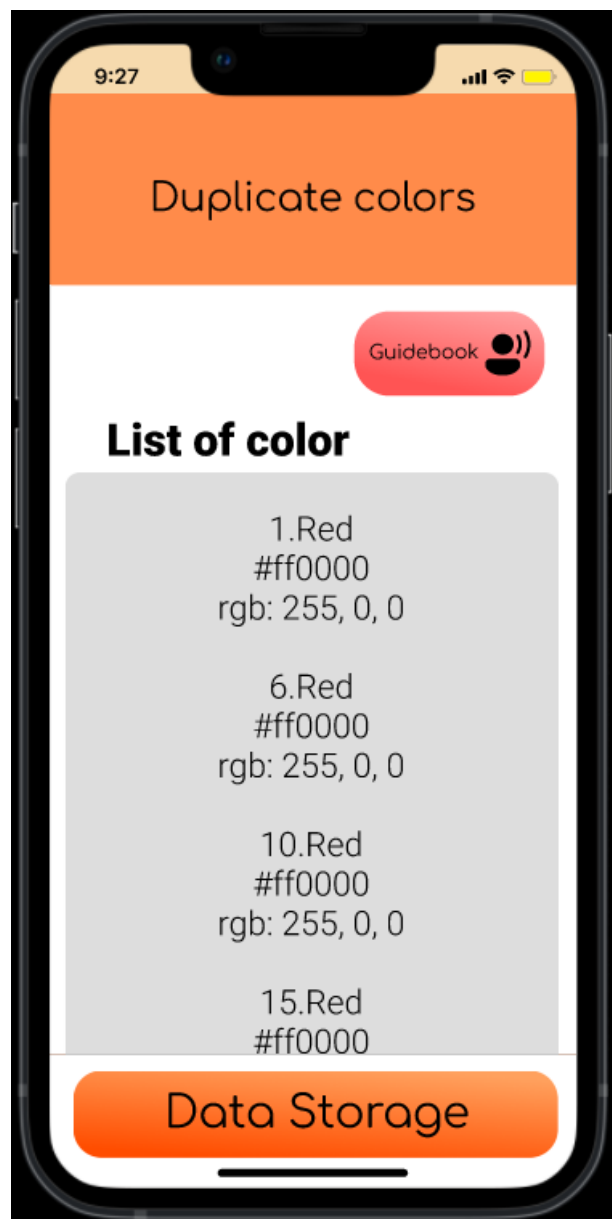 9:27
Duplicate colors
Guidebook
List of color
1.Red
#ff0000
rgb: 255, 0, 0
6.Red
#ff0000
rgb: 255, 0, 0
10.Red
#ff0000
rgb: 255, 0, 0
15.Red
#ff0000
Data Storage